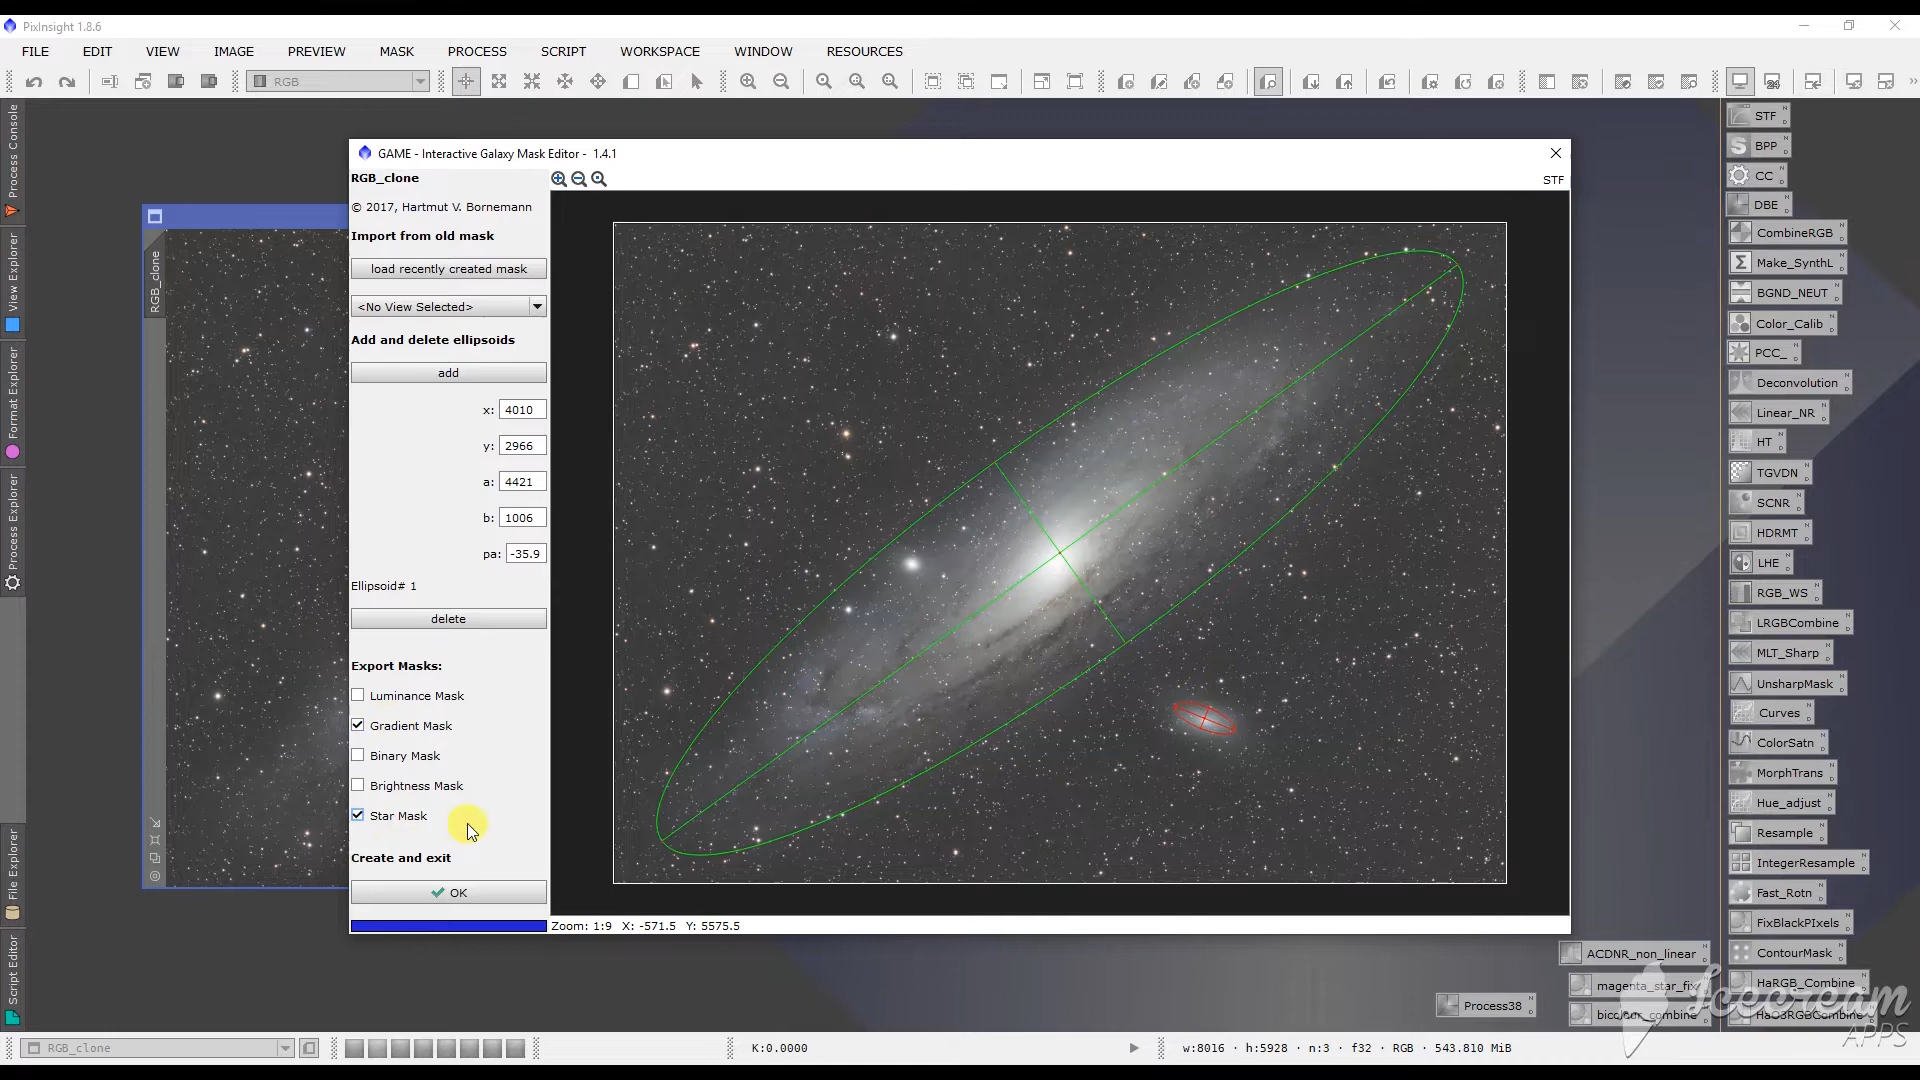 PixInsight 1.8.6
FILE EDIT VIEW IMAGE PREVIEW MASK PROCESS SCRIPT WORKSPACE WINDOW RESOURCES
RGB
Process Console
View Explorer
Format Explorer
Process Explorer
File Explorer
Script Editor
RGB_clone
GAME - Interactive Galaxy Mask Editor - 1.4.1
RGB_clone
STF
© 2017, Hartmut V. Bornemann
Import from old mask
load recently created mask
<No View Selected>
Add and delete ellipsoids
add
x: 4010
y: 2966
a: 4421
b: 1006
pa: -35.9
Ellipsoid# 1
delete
Export Masks:
Luminance Mask
Gradient Mask
Binary Mask
Brightness Mask
Star Mask
Create and exit
OK
Zoom: 1:9 X: -571.5 Y: 5575.5
STF
BPP
CC
DBE
CombineRGB
Make_SynthL
BGND_NEUT
Color_Calib
PCC_
Deconvolution
Linear_NR
HT
TGVDN
SCNR
HDRMT
LHE
RGB_WS
LRGBCombine
MLT_Sharp
UnsharpMask
Curves
ColorSatn
MorphTrans
Hue_adjust
Resample
IntegerResample
Fast_Rotn
FixBlackPIxels
ContourMask
HaRGB_Combine
HaO3RGBCombine
ACDNR_non_linear
magenta_star_fix
bicolour_combine
Process38
Icecream
APPS
RGB_clone
K:0.0000
w:8016 · h:5928 · n:3 · f32 · RGB · 543.810 MiB